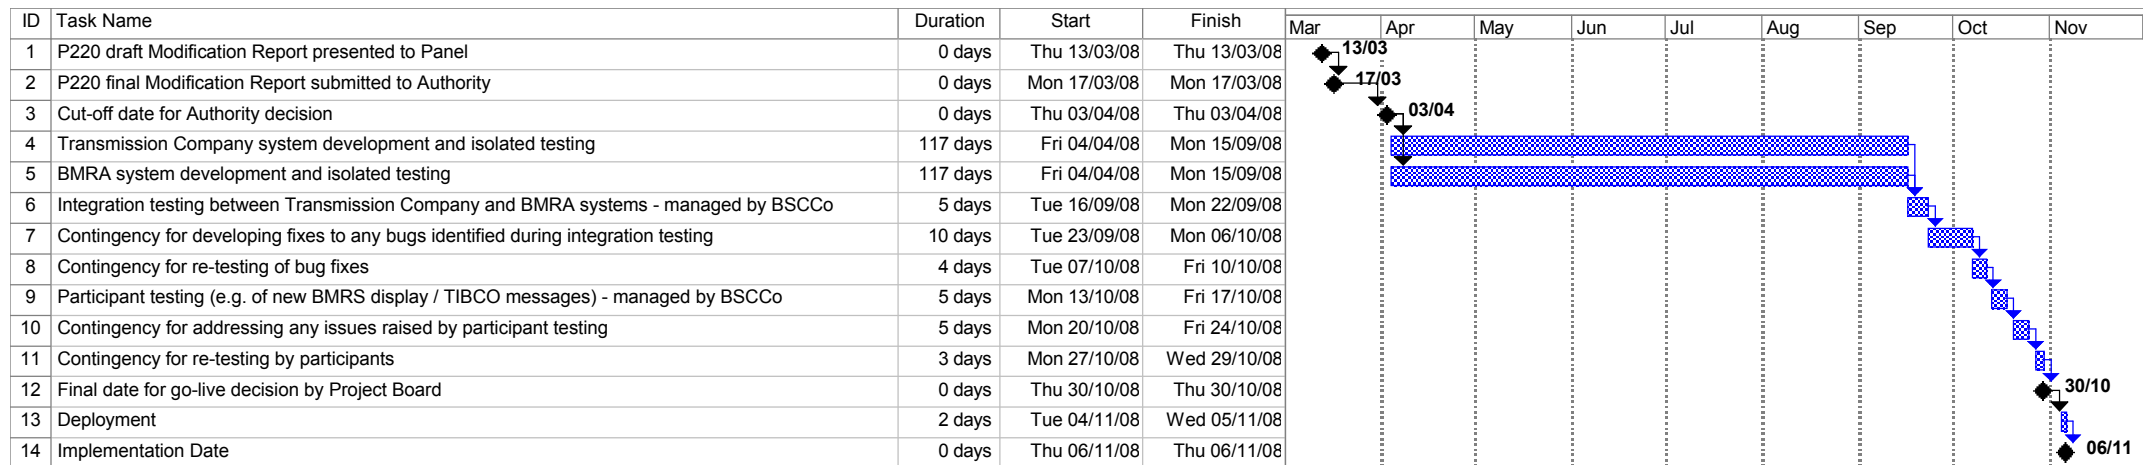 ID Task Name Duration Start Finish Mar Apr May Jun Jul Aug Sep Oct Nov
1 P220 draft Modification Report presented to Panel 0 days Thu 13/03/08 Thu 13/03/08 13/03
2 P220 final Modification Report submitted to Authority 0 days Mon 17/03/08 Mon 17/03/08 17/03
3 Cut-off date for Authority decision 0 days Thu 03/04/08 Thu 03/04/08 03/04
4 Transmission Company system development and isolated testing 117 days Fri 04/04/08 Mon 15/09/08
5 BMRA system development and isolated testing 117 days Fri 04/04/08 Mon 15/09/08
6 Integration testing between Transmission Company and BMRA systems - managed by BSCCo 5 days Tue 16/09/08 Mon 22/09/08
7 Contingency for developing fixes to any bugs identified during integration testing 10 days Tue 23/09/08 Mon 06/10/08
8 Contingency for re-testing of bug fixes 4 days Tue 07/10/08 Fri 10/10/08
9 Participant testing (e.g. of new BMRS display / TIBCO messages) - managed by BSCCo 5 days Mon 13/10/08 Fri 17/10/08
10 Contingency for addressing any issues raised by participant testing 5 days Mon 20/10/08 Fri 24/10/08
11 Contingency for re-testing by participants 3 days Mon 27/10/08 Wed 29/10/08
12 Final date for go-live decision by Project Board 0 days Thu 30/10/08 Thu 30/10/08 30/10
13 Deployment 2 days Tue 04/11/08 Wed 05/11/08
14 Implementation Date 0 days Thu 06/11/08 Thu 06/11/08 06/11